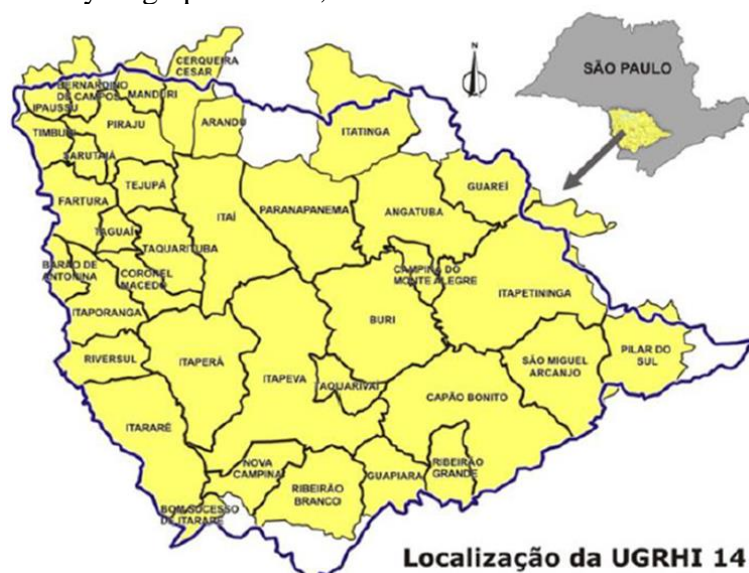 CERQUEIRA
CESAR
N
SÃO PAULO
BERNARDINO
DE CAMPOS
MANDURI
IPAUSSU
TIMBURI
PIRAJU
ARANDU
ITATINGA
SARUTAIÁ
FARTURA
TEJUPÁ
ITAÍ
PARANAPANEMA
ANGATUBA
GUAREÍ
TAGUAÍ
TAQUARITUBA
BARÃO DE
ANTONINA
CORONEL
MACEDO
CAMPINA DO
MONTE ALEGRE
ITAPETININGA
ITAPORANGA
BURI
RIVERSUL
ITAPERÁ
ITAPEVA
TAQUARIVAÍ
SÃO MIGUEL
ARCANJO
PILAR DO
SUL
CAPÃO BONITO
ITARARÉ
NOVA
CAMPINA
RIBEIRÃO
BRANCO
GUAPIARA
RIBEIRÃO
GRANDE
BOM SUCESSO
DE ITARARÉ
Localização da UGRHI 14